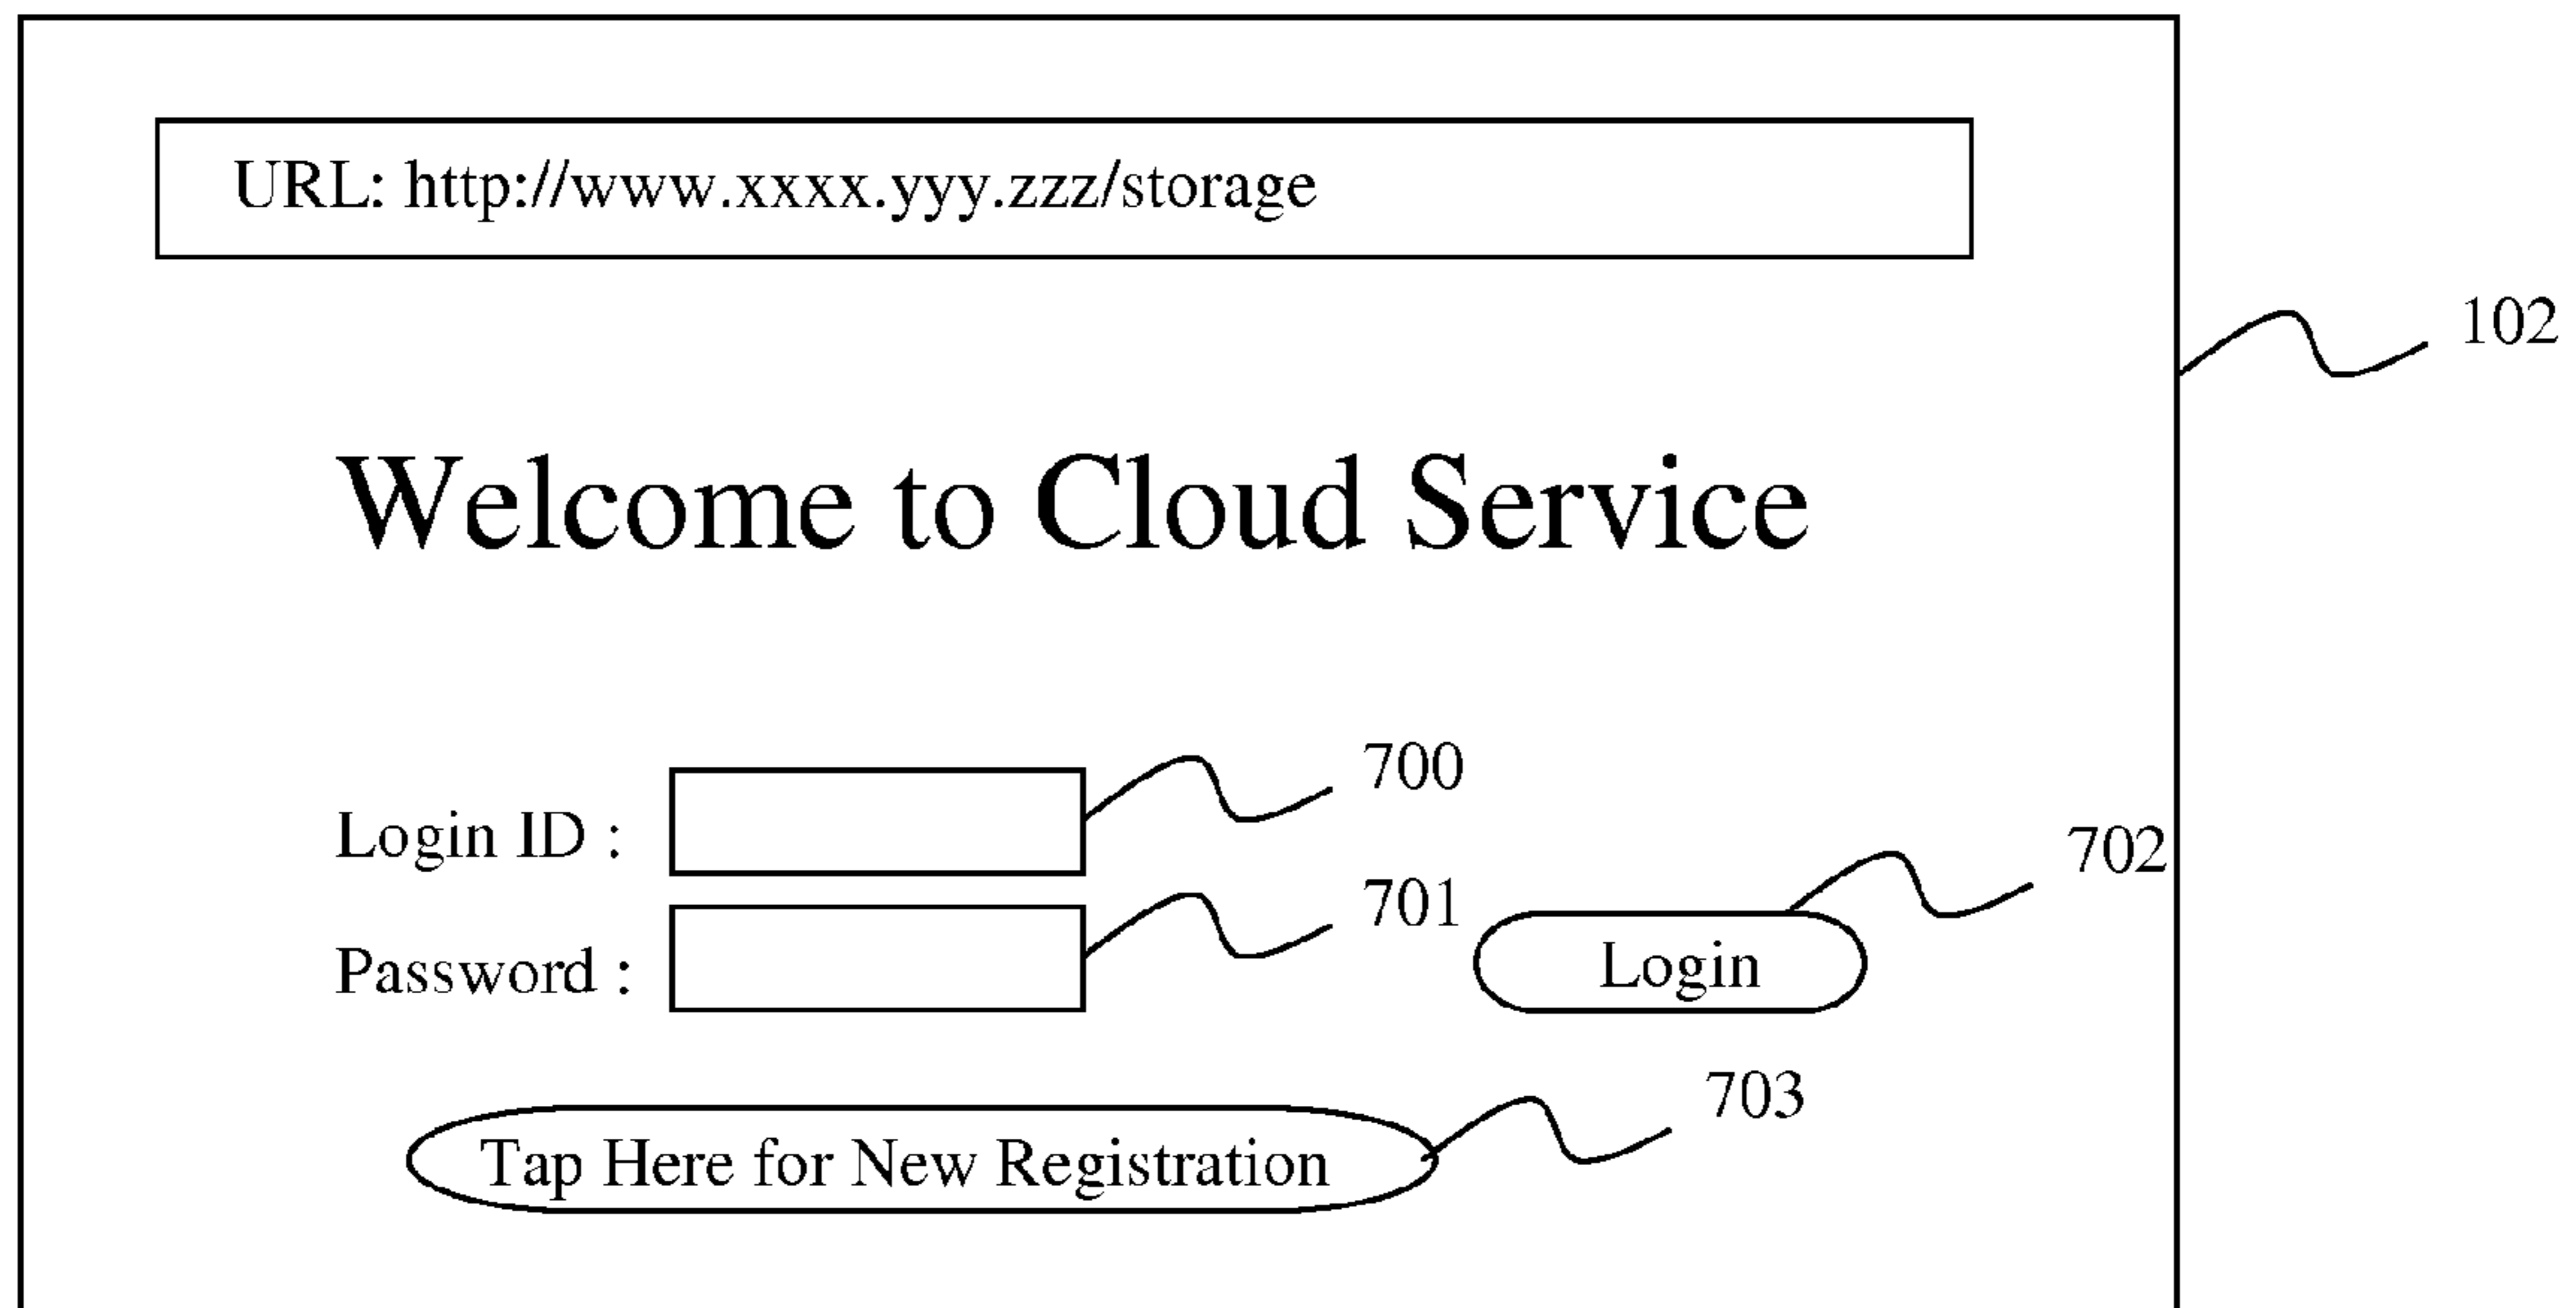 URL: http://www.xxxx.yyy.zzz/storage
102
Welcome to Cloud Service
700
Login ID :
702
701
Password :
Login
703
Tap Here for New Registration